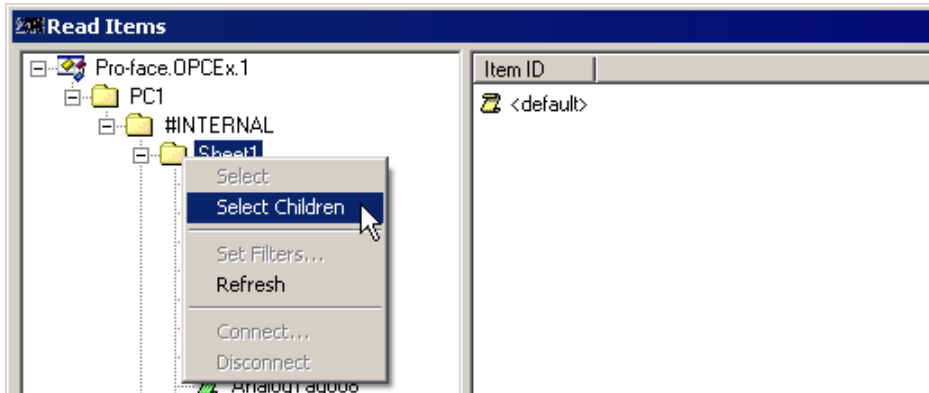 Read Items
Pro-face.OPCEx.1
PC1
#INTERNAL
Sheet1
Select
Select Children
Set Filters...
Refresh
Connect...
Disconnect
AnalogTag008
Item ID
<default>